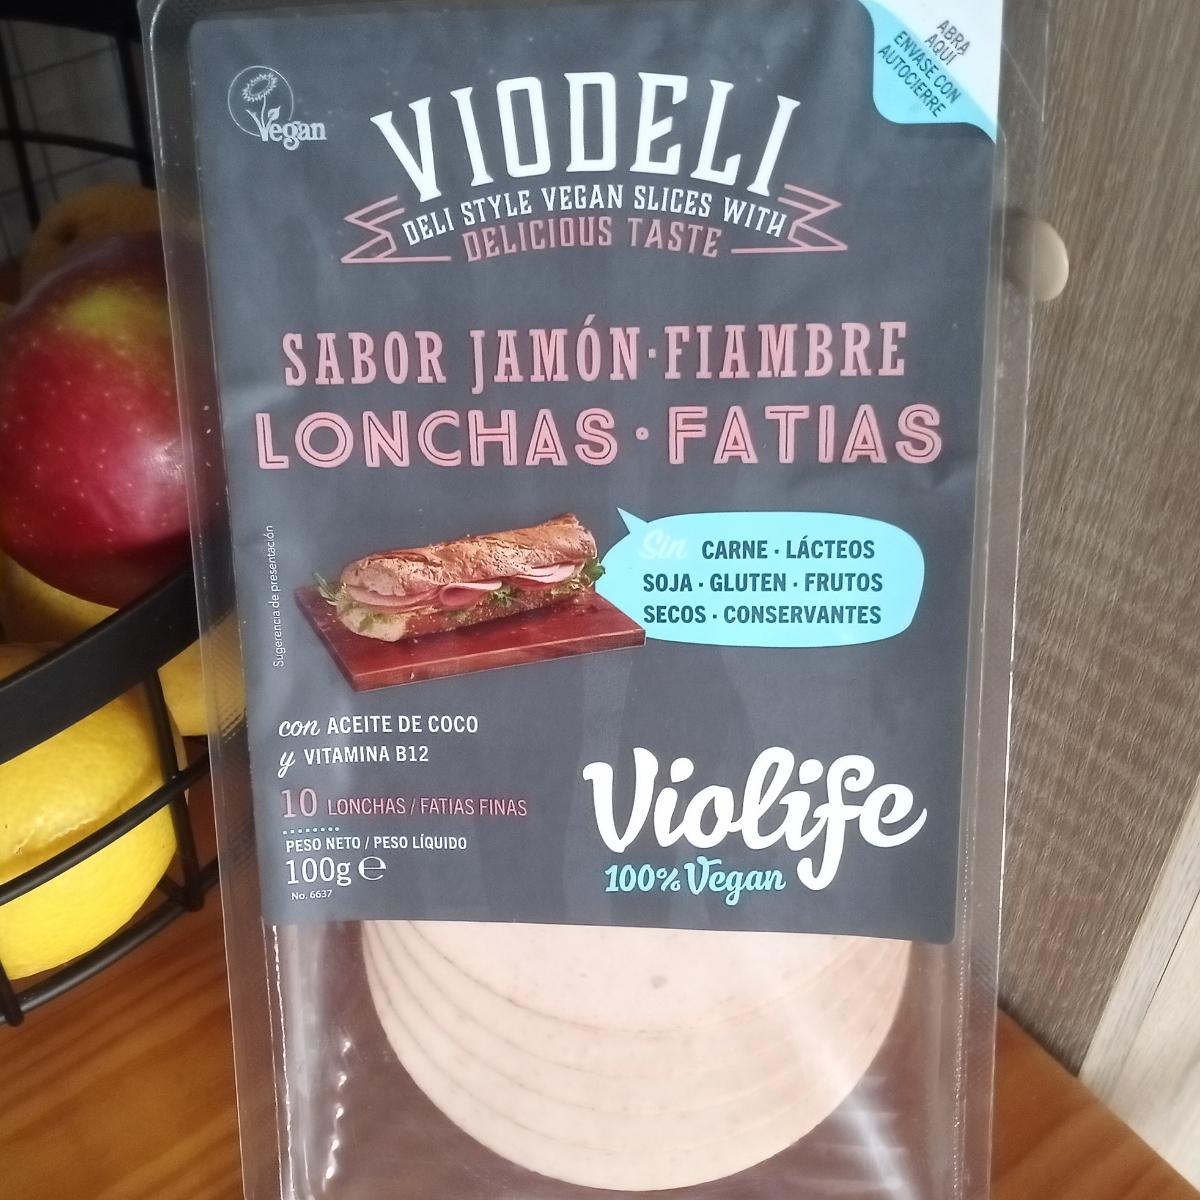 ABRA
AQUÍ
ENVASE CON
AUTOCIERRE
Vegan
VIODELI
DELI STYLE VEGAN SLICES WITH
DELICIOUS TASTE
SABOR JAMÓN·FIAMBRE
LONCHAS·FATIAS
Sugerencia de presentación
Sin CARNE · LÁCTEOS
SOJA · GLUTEN · FRUTOS
SECOS · CONSERVANTES
con ACEITE DE COCO
y VITAMINA B12
10 LONCHAS / FATIAS FINAS
PESO NETO / PESO LÍQUIDO
100g ℮
No. 6637
Violife
100% Vegan